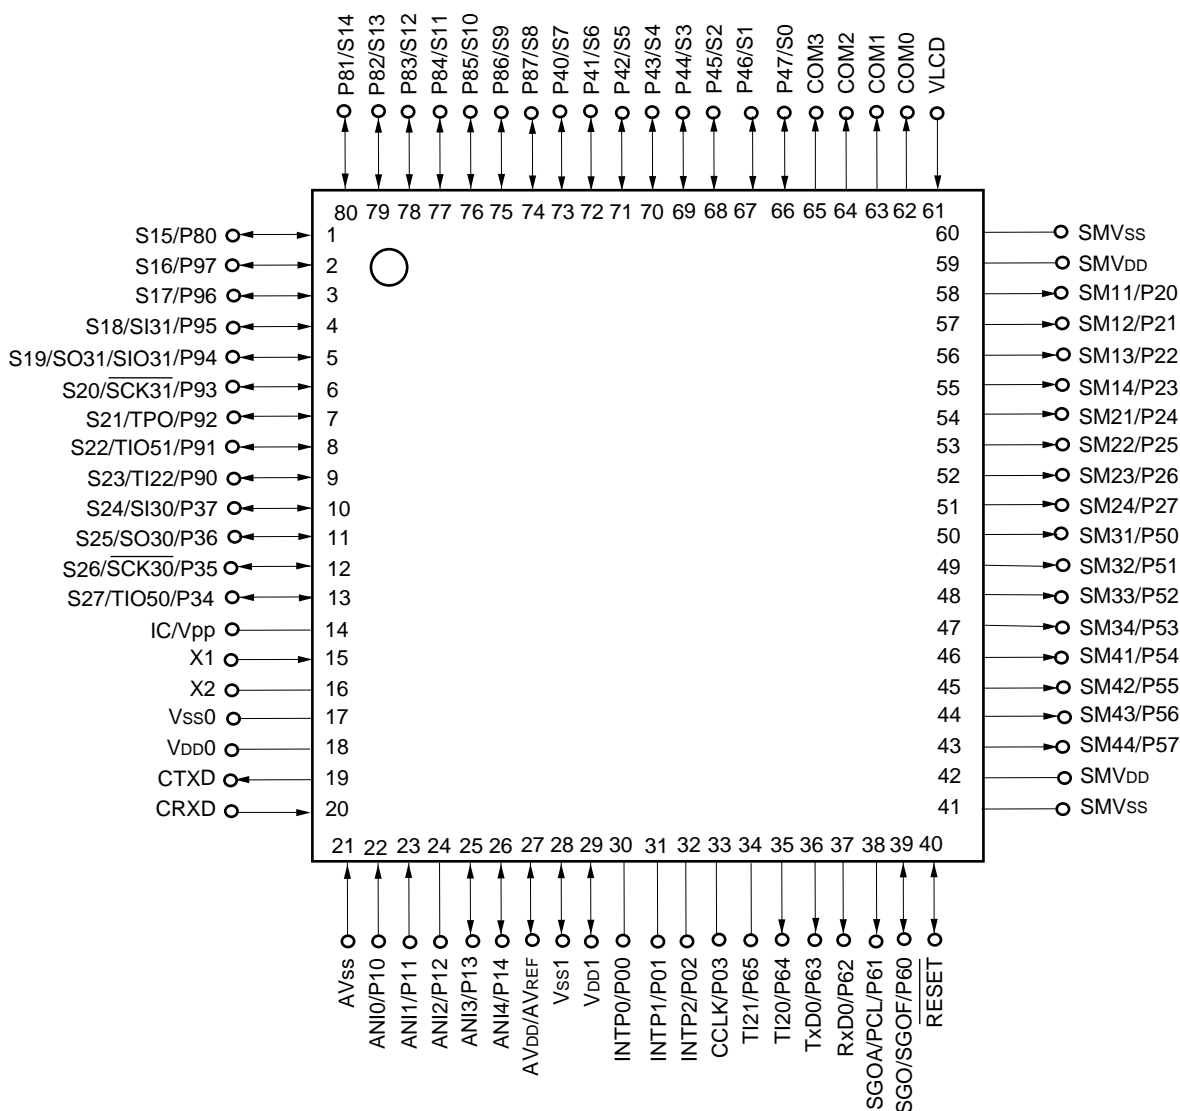 P81/S14
P82/S13
P83/S12
P84/S11
P85/S10
P86/S9
P87/S8
P40/S7
P41/S6
P42/S5
P43/S4
P44/S3
P45/S2
P46/S1
P47/S0
COM3
COM2
COM1
COM0
VLCD
80 79 78 77 76 75 74 73 72 71 70 69 68 67 66 65 64 63 62 61
S15/P80 1
S16/P97 2
S17/P96 3
S18/SI31/P95 4
S19/SO31/SIO31/P94 5
S20/S̅C̅K̅3̅1̅/P93 6
S21/TPO/P92 7
S22/TIO51/P91 8
S23/TI22/P90 9
S24/SI30/P37 10
S25/SO30/P36 11
S26/S̅C̅K̅3̅0̅/P35 12
S27/TIO50/P34 13
IC/Vpp 14
X1 15
X2 16
VSS0 17
VDD0 18
CTXD 19
CRXD 20
60 SMVSS
59 SMVDD
58 SM11/P20
57 SM12/P21
56 SM13/P22
55 SM14/P23
54 SM21/P24
53 SM22/P25
52 SM23/P26
51 SM24/P27
50 SM31/P50
49 SM32/P51
48 SM33/P52
47 SM34/P53
46 SM41/P54
45 SM42/P55
44 SM43/P56
43 SM44/P57
42 SMVDD
41 SMVSS
21 22 23 24 25 26 27 28 29 30 31 32 33 34 35 36 37 38 39 40
AVss
ANI0/P10
ANI1/P11
ANI2/P12
ANI3/P13
ANI4/P14
AVDD/AVREF
VSS1
VDD1
INTP0/P00
INTP1/P01
INTP2/P02
CCLK/P03
TI21/P65
TI20/P64
TxD0/P63
RxD0/P62
SGOA/PCL/P61
SGO/SGOF/P60
R̅E̅S̅E̅T̅